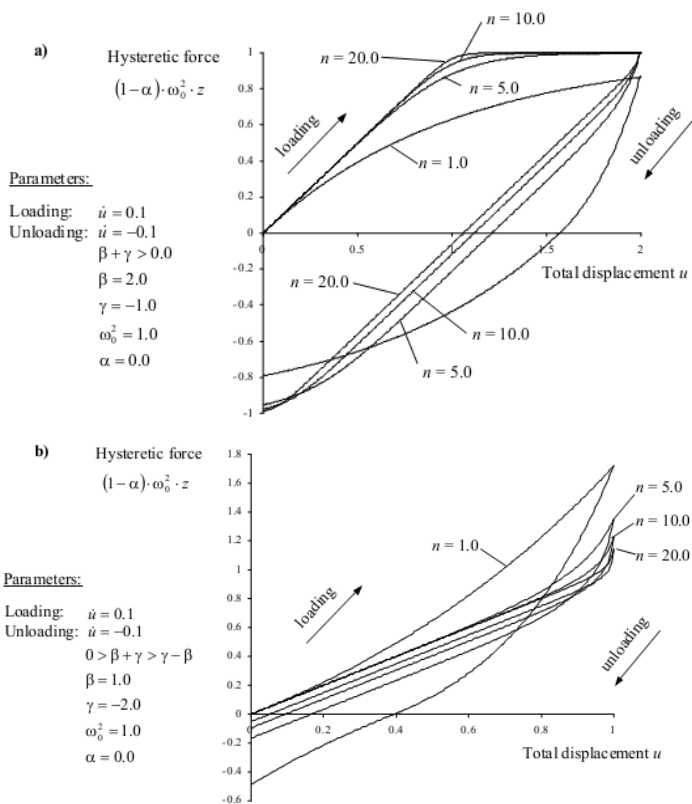 a)
Hysteretic force
(1−α)·ω₀²·z
n = 10.0
n = 20.0
n = 5.0
n = 1.0
loading
unloading
1
0.8
0.6
0.4
0.2
0
-0.2
-0.4
-0.6
-0.8
-1
0.5
1
1.5
2
Total displacement u
n = 20.0
n = 10.0
n = 5.0
Parameters:
Loading: u̇ = 0.1
Unloading: u̇ = −0.1
β + γ > 0.0
β = 2.0
γ = −1.0
ω₀² = 1.0
α = 0.0
b)
Hysteretic force
(1−α)·ω₀²·z
1.8
1.6
1.4
1.2
1
0.8
0.6
0.4
0.2
0
-0.2
-0.4
-0.6
0
0.2
0.4
0.6
0.8
1
n = 5.0
n = 10.0
n = 20.0
n = 1.0
loading
unloading
Total displacement u
Parameters:
Loading: u̇ = 0.1
Unloading: u̇ = −0.1
0 > β + γ > γ − β
β = 1.0
γ = −2.0
ω₀² = 1.0
α = 0.0